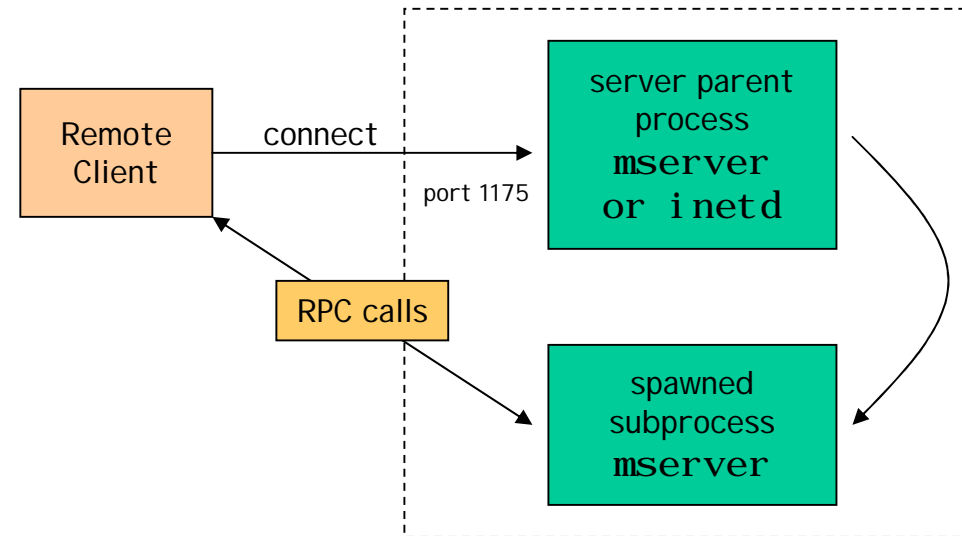 server parent
process
mserver
or inetd
Remote
Client
connect
port 1175
RPC calls
spawned
subprocess
mserver